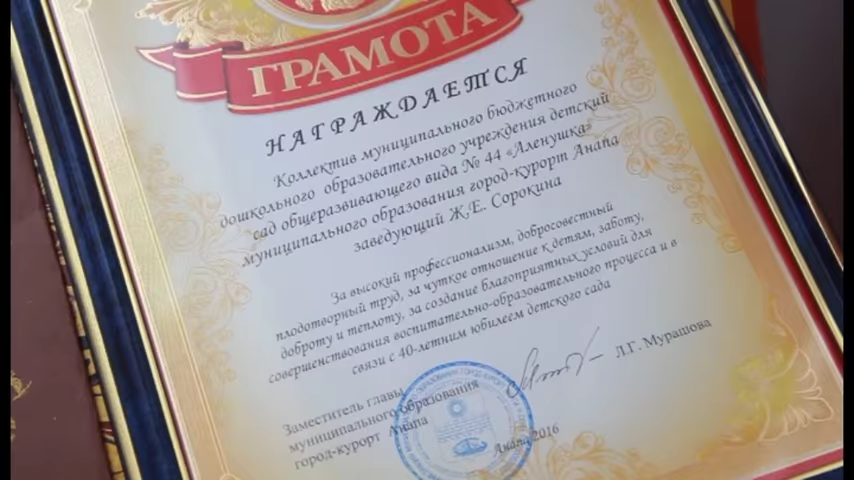 ГРАМОТА
НАГРАЖДАЕТСЯ
Коллектив муниципального бюджетного
дошкольного образовательного учреждения детский
сад общеразвивающего вида № 44 «Аленушка»
муниципального образования город-курорт Анапа
заведующий Ж.Е. Сорокина
За высокий профессионализм, добросовестный
плодотворный труд, за чуткое отношение к детям, заботу,
доброту и теплоту, за создание благоприятных условий для
совершенствования воспитательно-образовательного процесса и в
связи с 40-летним юбилеем детского сада
Заместитель главы
муниципального образования
город-курорт Анапа
Л.Г. Мурашова
Анапа 2016